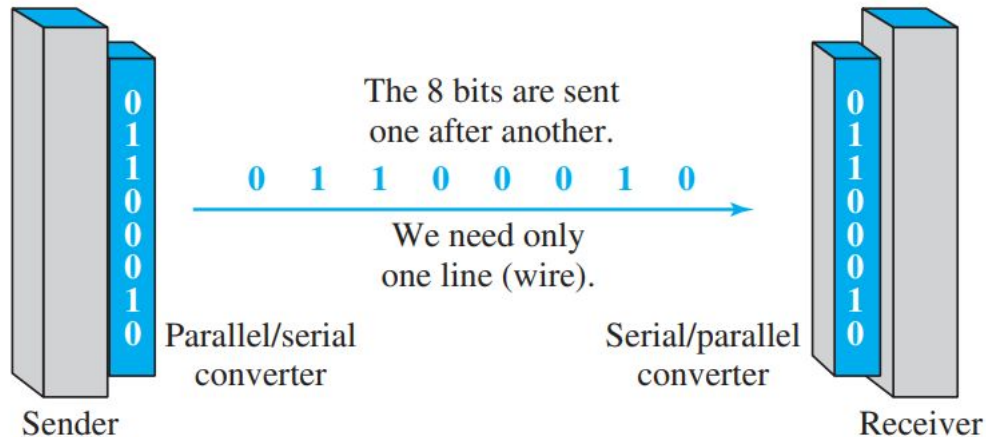 0
1
1
0
0
0
1
0
The 8 bits are sent
one after another.
0 1 1 0 0 0 1 0
We need only
one line (wire).
Parallel/serial
converter
Serial/parallel
converter
0
1
1
0
0
0
1
0
Sender
Receiver